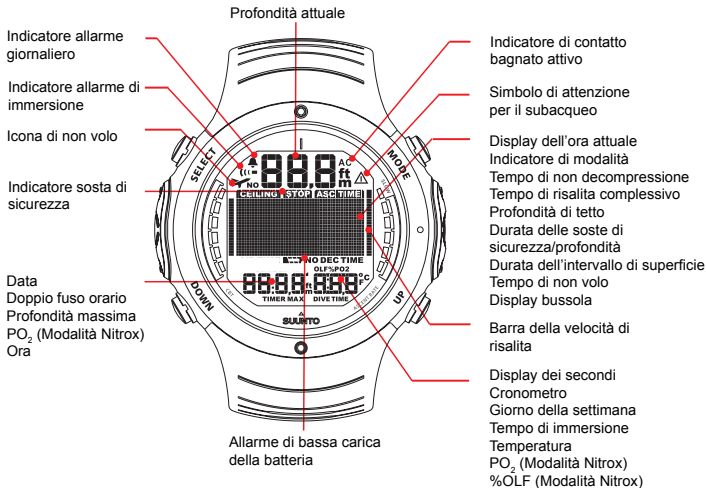 Profondità attuale
Indicatore allarme
giornaliero
Indicatore allarme di
immersione
Icona di non volo
Indicatore sosta di
sicurezza
Data
Doppio fuso orario
Profondità massima
PO2 (Modalità Nitrox)
Ora
SELECT
MODE
DOWN
UP
NO
AC
ft
m
CEILING STOP ASC TIME
NO DEC TIME
OLF%PO2
ft
m
C
F
TIMER MAX DIVE TIME
SUUNTO
Allarme di bassa carica
della batteria
Indicatore di contatto
bagnato attivo
Simbolo di attenzione
per il subacqueo
Display dell'ora attuale
Indicatore di modalità
Tempo di non decompressione
Tempo di risalita complessivo
Profondità di tetto
Durata delle soste di
sicurezza/profondità
Durata dell'intervallo di superficie
Tempo di non volo
Display bussola
Barra della velocità di
risalita
Display dei secondi
Cronometro
Giorno della settimana
Tempo di immersione
Temperatura
PO2 (Modalità Nitrox)
%OLF (Modalità Nitrox)